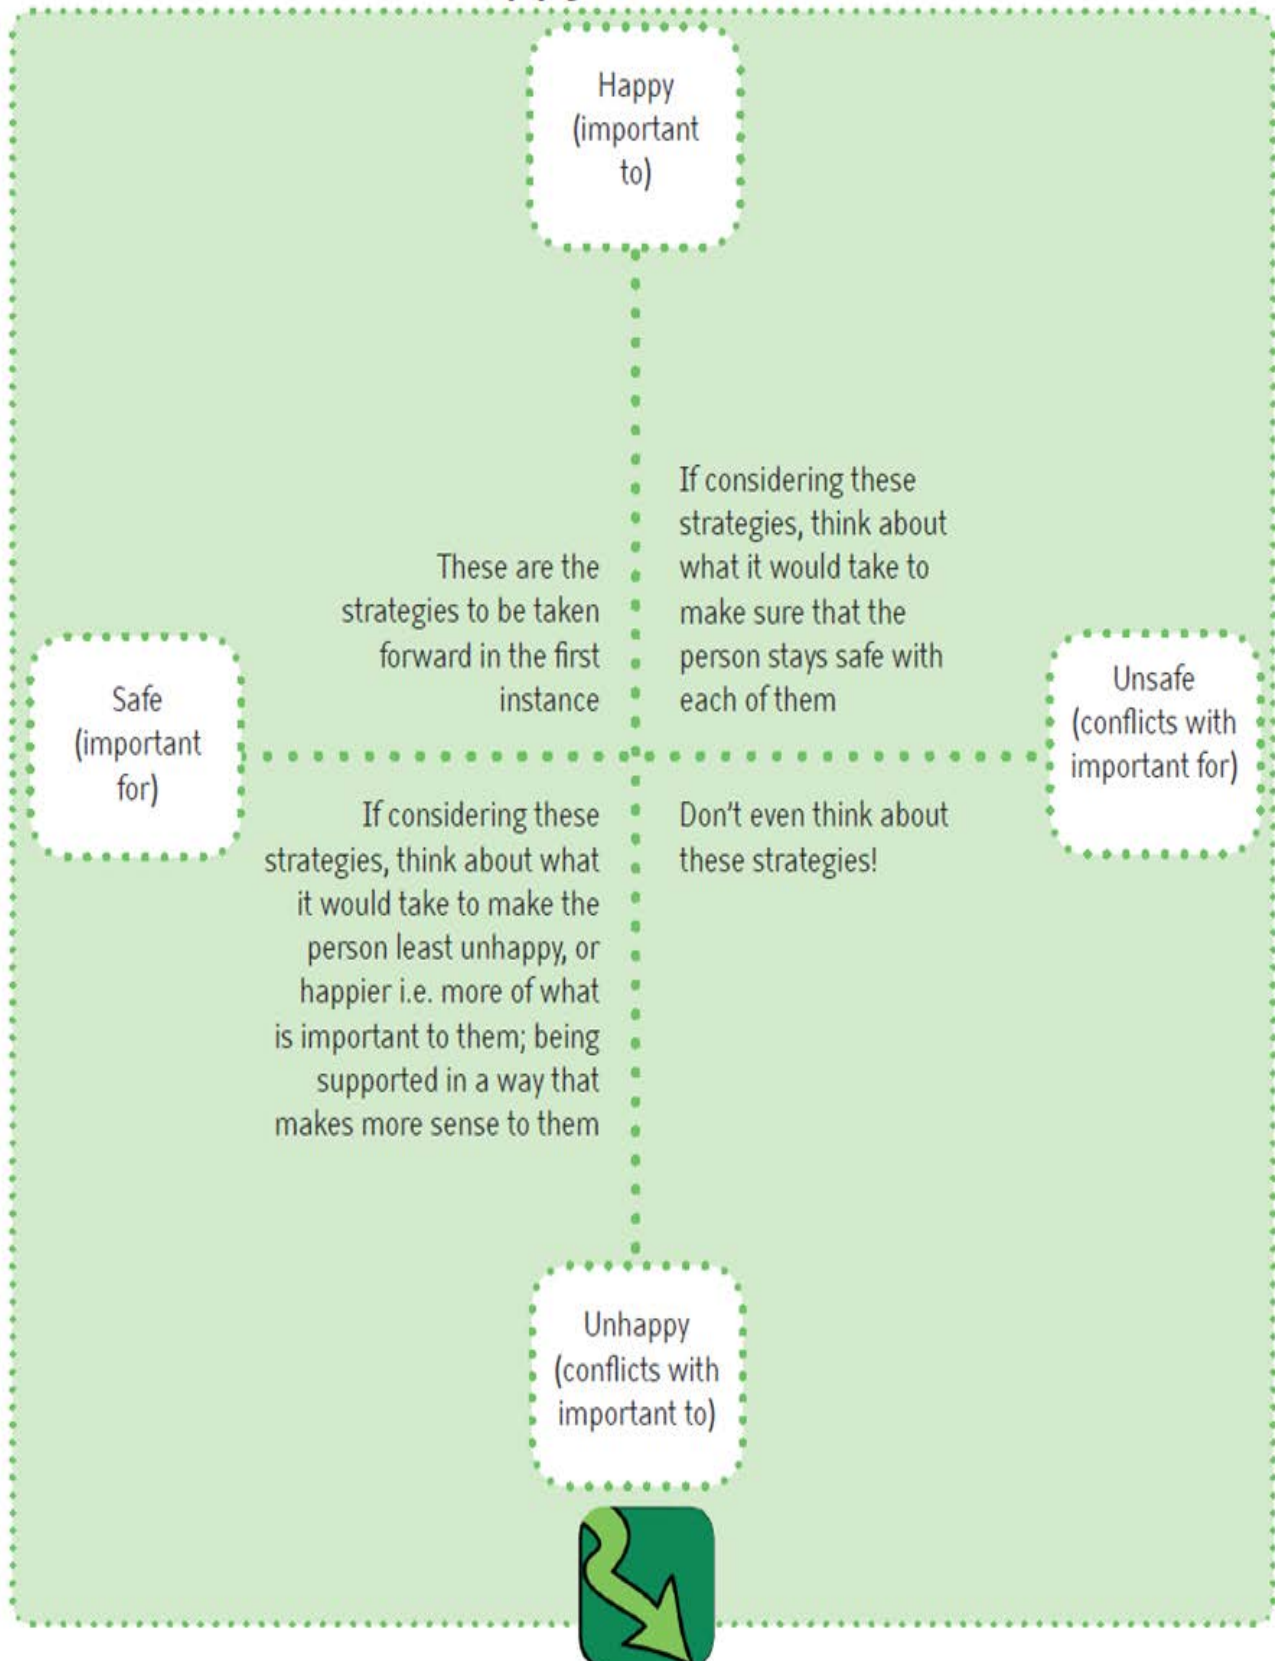 Happy
(important
to)
If considering these
strategies, think about
what it would take to
make sure that the
person stays safe with
each of them
These are the
strategies to be taken
forward in the first
instance
Safe
(important
for)
Unsafe
(conflicts with
important for)
If considering these
strategies, think about what
it would take to make the
person least unhappy, or
happier i.e. more of what
is important to them; being
supported in a way that
makes more sense to them
Don't even think about
these strategies!
Unhappy
(conflicts with
important to)